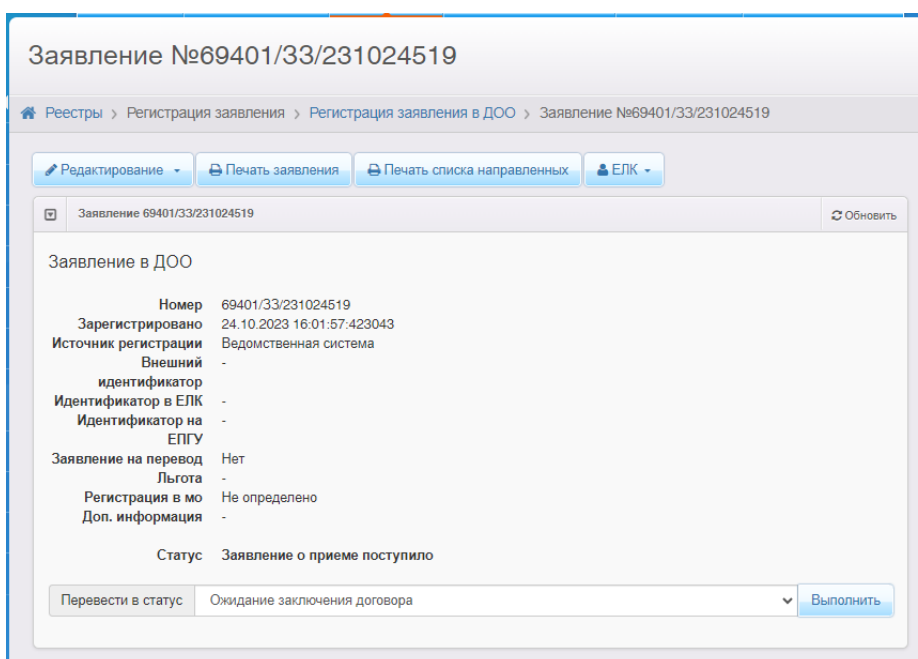 Заявление №69401/33/231024519
Реестры > Регистрация заявления > Регистрация заявления в ДОО > Заявление №69401/33/231024519
Редактирование Печать заявления Печать списка направленных ЕЛК
Заявление 69401/33/231024519 Обновить
Заявление в ДОО
Номер 69401/33/231024519
Зарегистрировано 24.10.2023 16:01:57:423043
Источник регистрации Ведомственная система
Внешний -
идентификатор
Идентификатор в ЕЛК -
Идентификатор на -
ЕПГУ
Заявление на перевод Нет
Льгота -
Регистрация в мо Не определено
Доп. информация -
Статус Заявление о приеме поступило
Перевести в статус Ожидание заключения договора Выполнить